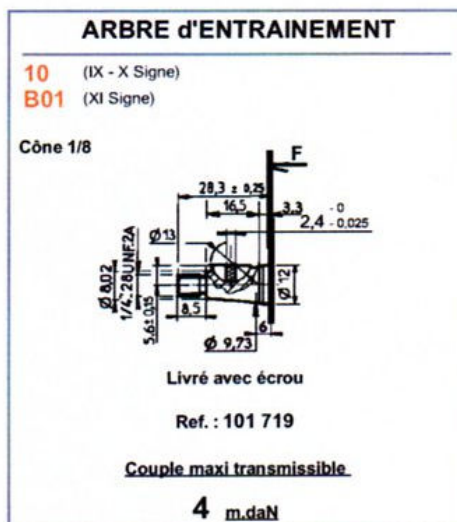 ARBRE d'ENTRAINEMENT
10 (IX - X Signe)
B01 (XI Signe)
Cône 1/8
F
28,3 ± 0,25
16,5
3,3
2,4 - 0 - 0,025
Ø13
Ø 8,02
1/4.28UNF.2A
5,6±0,15
8,5
Ø 9,73
6
Ø 12
Livré avec écrou
Ref. : 101 719
Couple maxi transmissible
4 m.daN